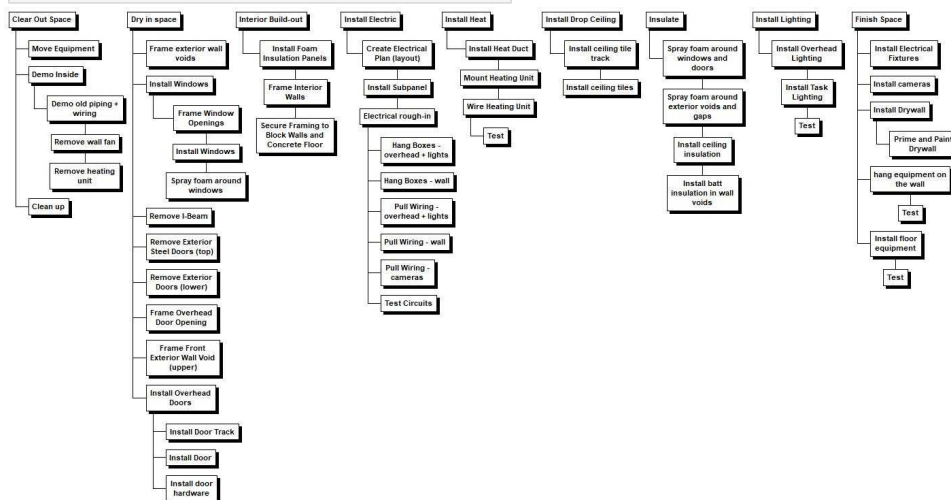 Clear Out Space
Move Equipment
Demo Inside
Demo old piping +
wiring
Remove wall fan
Remove heating
unit
Clean up
Dry in space
Frame exterior wall
voids
Install Windows
Frame Window
Openings
Install Windows
Spray foam around
windows
Remove I-Beam
Remove Exterior
Steel Doors (top)
Remove Exterior
Doors (lower)
Frame Overhead
Door Opening
Frame Front
Exterior Wall Void
(upper)
Install Overhead
Doors
Install Door Track
Install Door
Install door
hardware
Interior Build-out
Install Foam
Insulation Panels
Frame Interior
Walls
Secure Framing to
Block Walls and
Concrete Floor
Install Electric
Create Electrical
Plan (layout)
Install Subpanel
Electrical rough-in
Hang Boxes -
overhead + lights
Hang Boxes - wall
Pull Wiring -
overhead + lights
Pull Wiring - wall
Pull Wiring -
cameras
Test Circuits
Install Heat
Install Heat Duct
Mount Heating Unit
Wire Heating Unit
Test
Install Drop Ceiling
Install ceiling tile
track
Install ceiling tiles
Insulate
Spray foam around
windows and
doors
Spray foam around
exterior voids and
gaps
Install ceiling
insulation
Install batt
insulation in wall
voids
Install Lighting
Install Overhead
Lighting
Install Task
Lighting
Test
Finish Space
Install Electrical
Fixtures
Install cameras
Install Drywall
Prime and Paint
Drywall
hang equipment on
the wall
Test
Install floor
equipment
Test